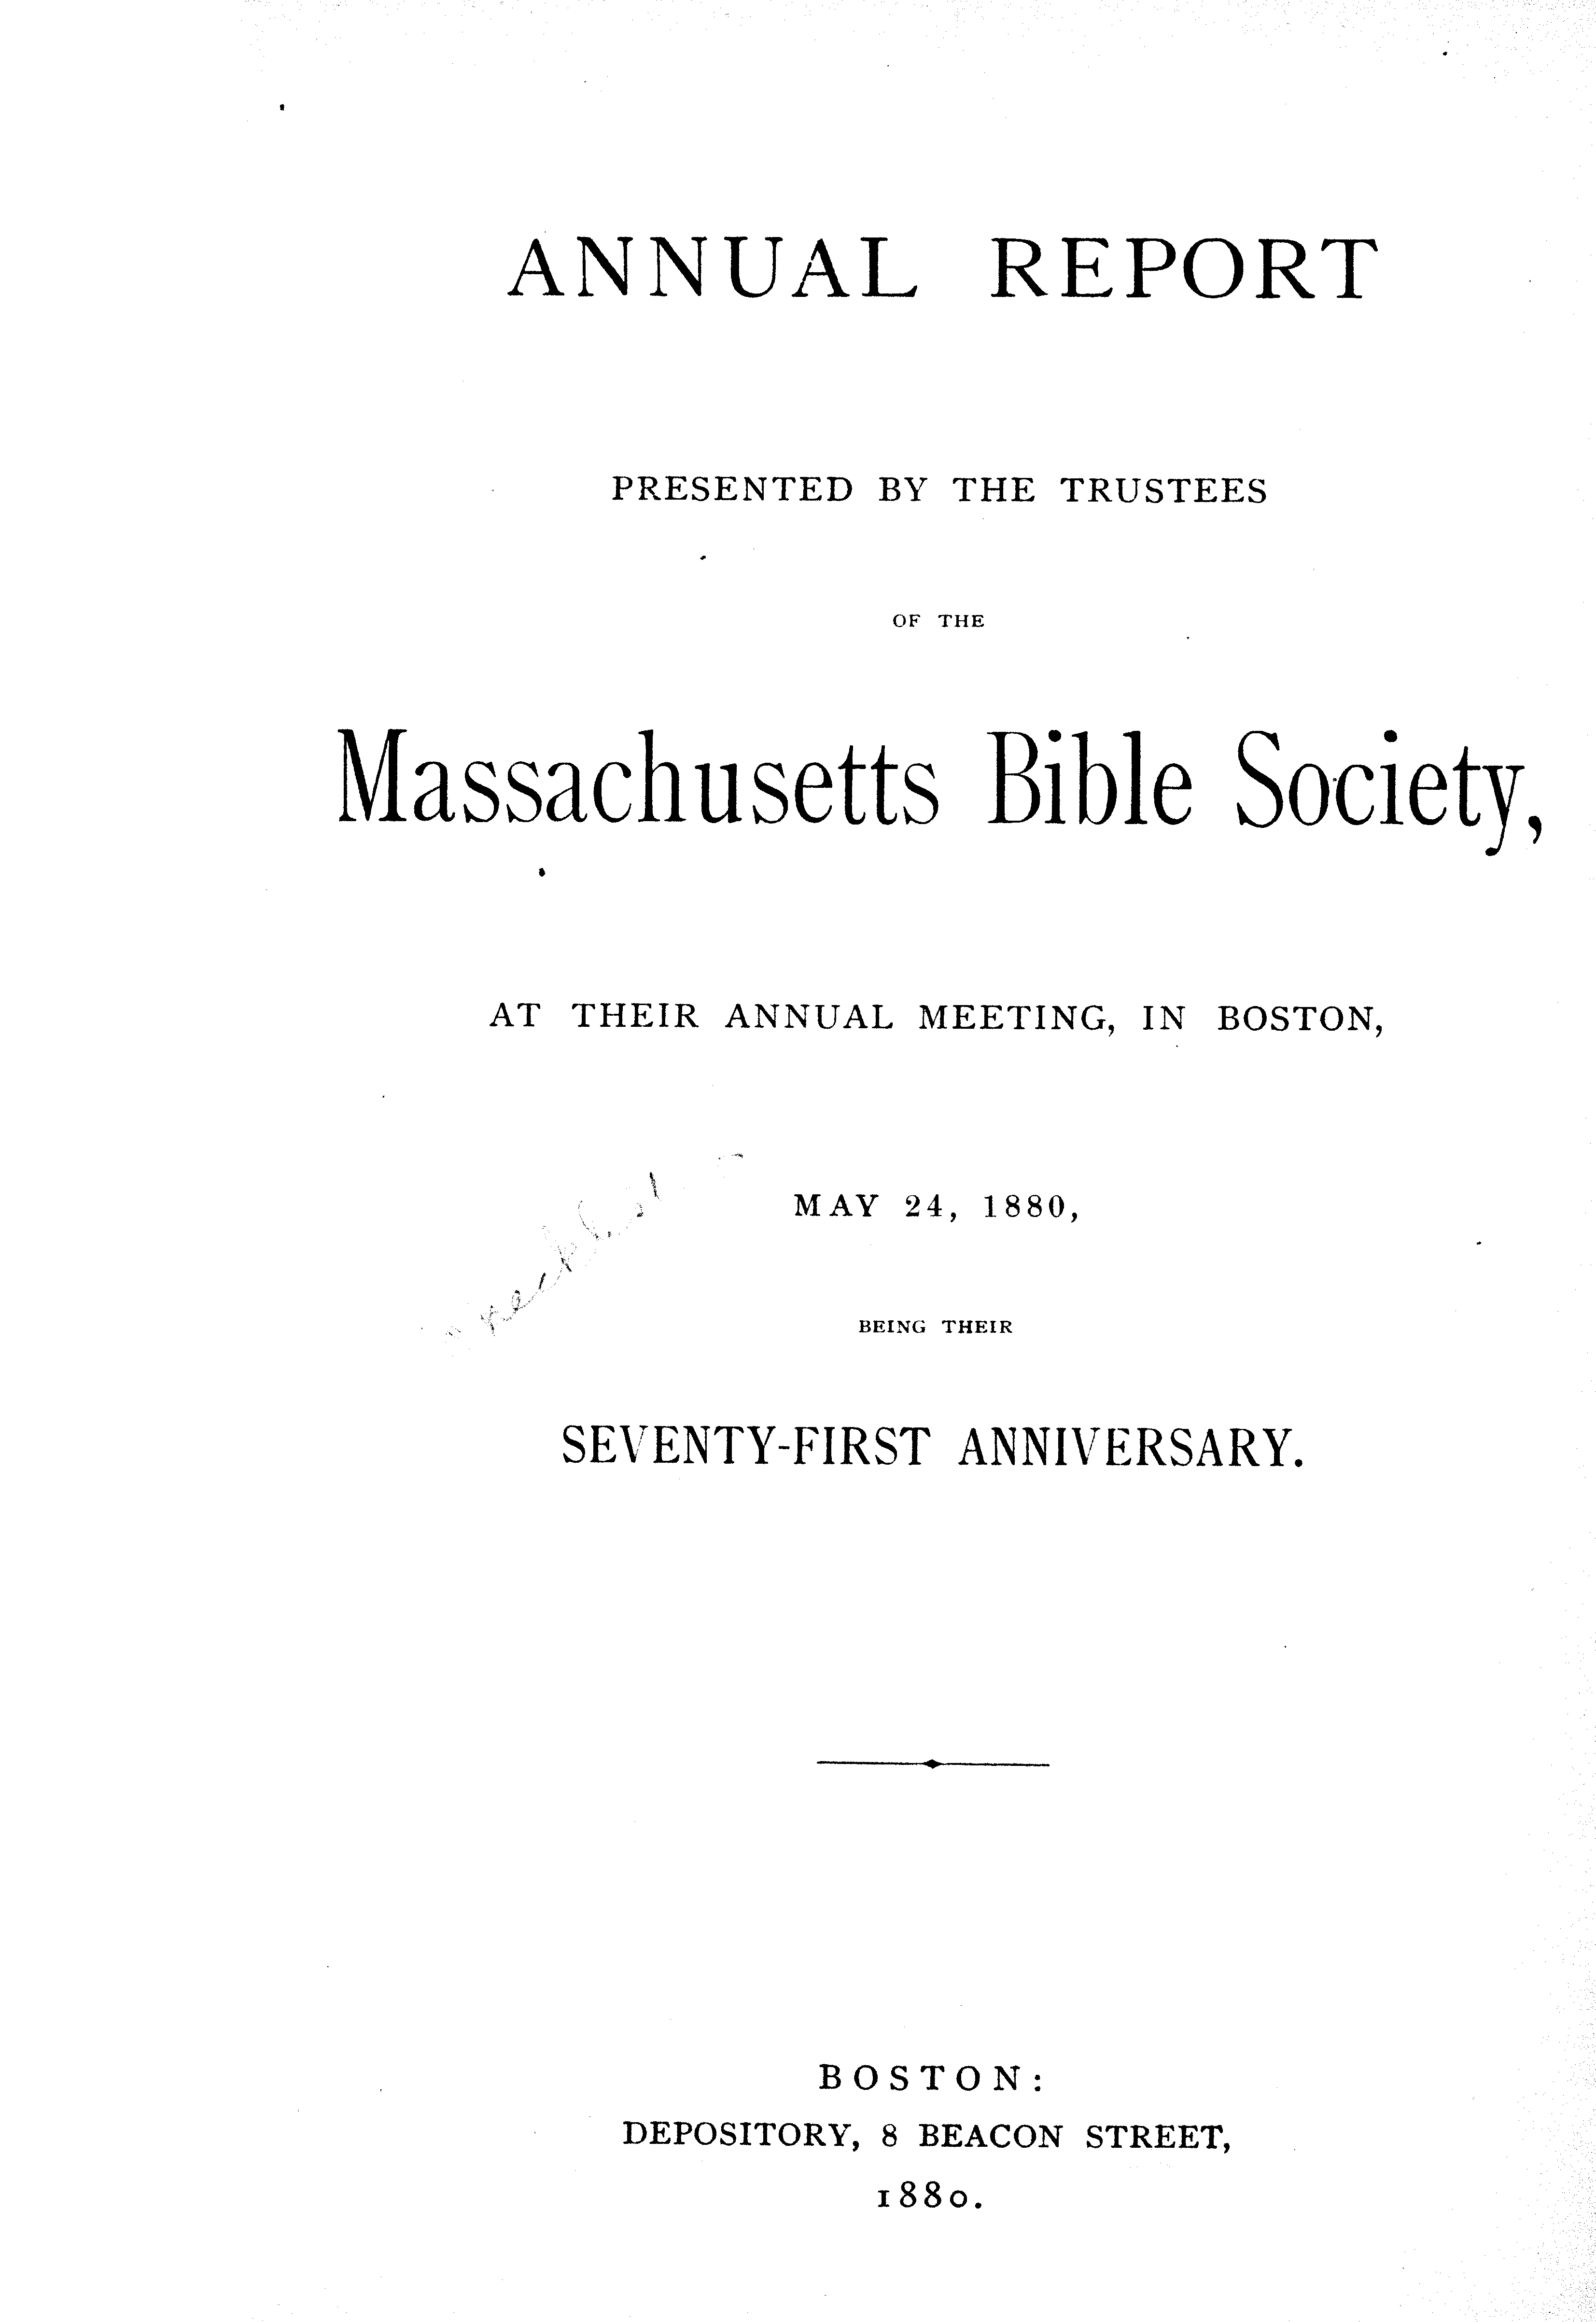 ANNUAL REPORT
PRESENTED BY THE TRUSTEES
OF THE
Massachusetts Bible Society,
AT THEIR ANNUAL MEETING, IN BOSTON,
MAY 24, 1880,
BEING THEIR
SEVENTY-FIRST ANNIVERSARY.
BOSTON:
DEPOSITORY, 8 BEACON STREET,
1880.